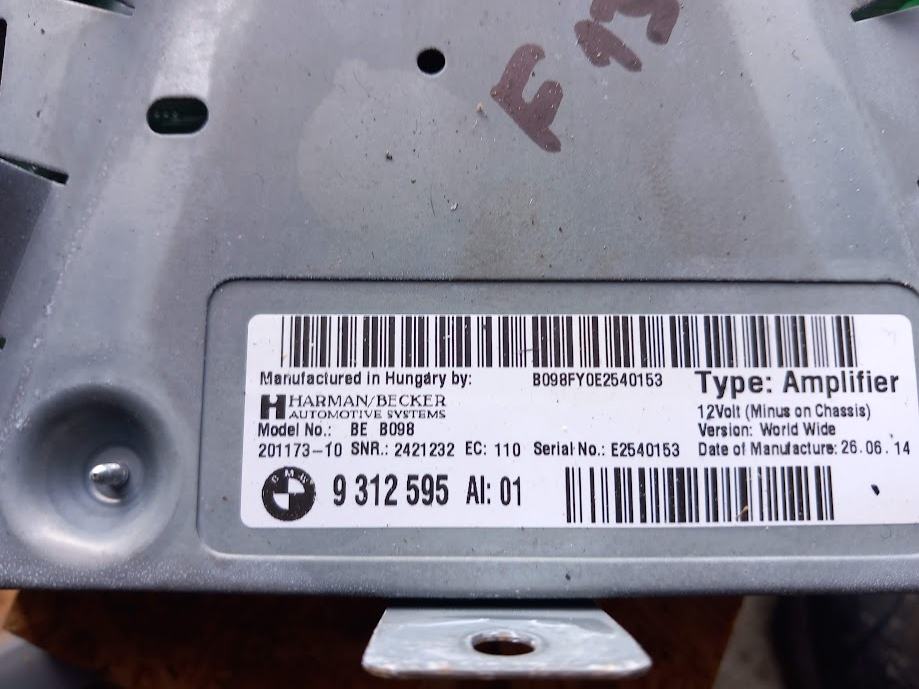 F13
B098FY0E2540153
Manufactured in Hungary by:
HARMAN/BECKER
AUTOMOTIVE SYSTEMS
Model No.: BE B098
201173-10 SNR.: 2421232 EC: 110 Serial No.: E2540153
Type: Amplifier
12Volt (Minus on Chassis)
Version: World Wide
Date of Manufacture: 26.06.14
BMW
9 312 595 AI: 01